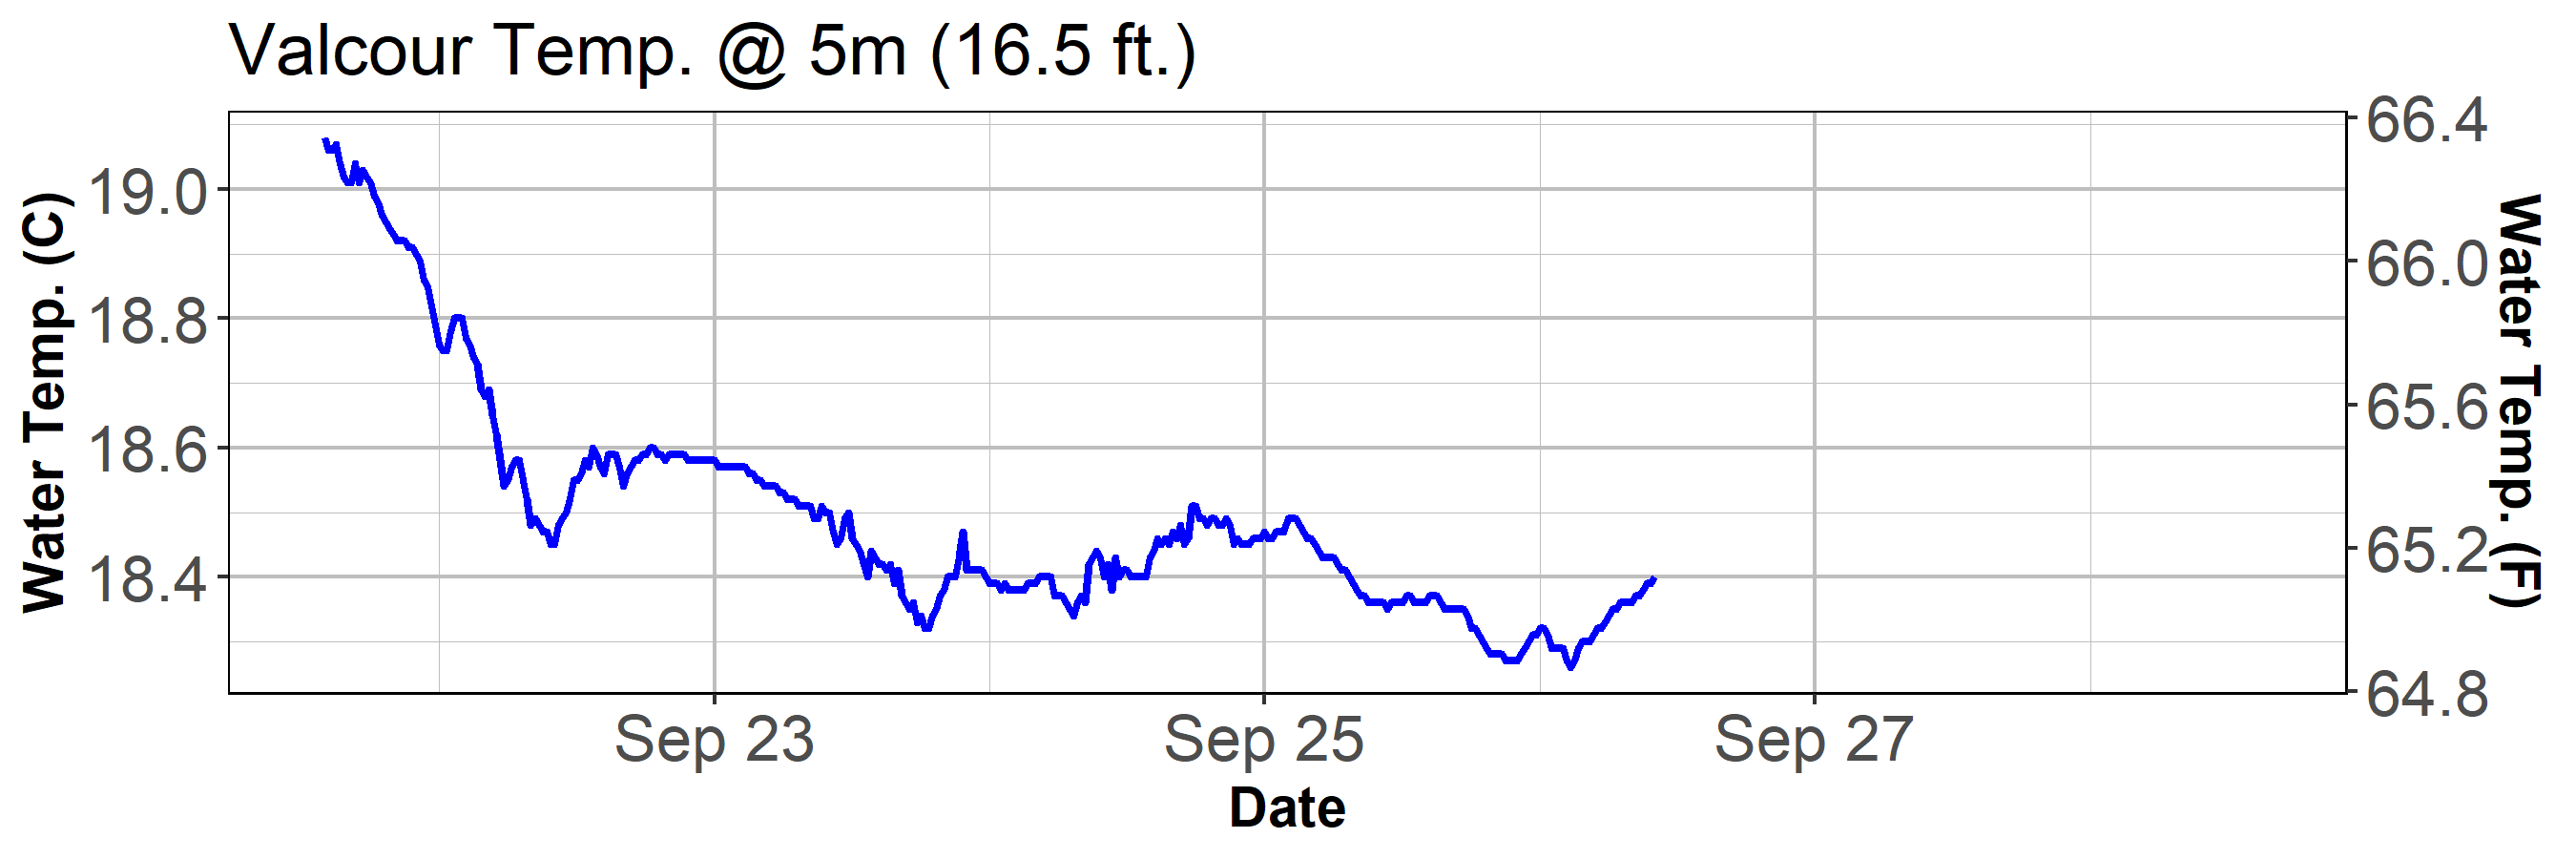 Valcour Temp. @ 5m (16.5 ft.)
Water Temp. (C)
19.0
18.8
18.6
18.4
66.4
66.0
65.6
65.2
64.8
Water Temp. (F)
Sep 23
Sep 25
Sep 27
Date